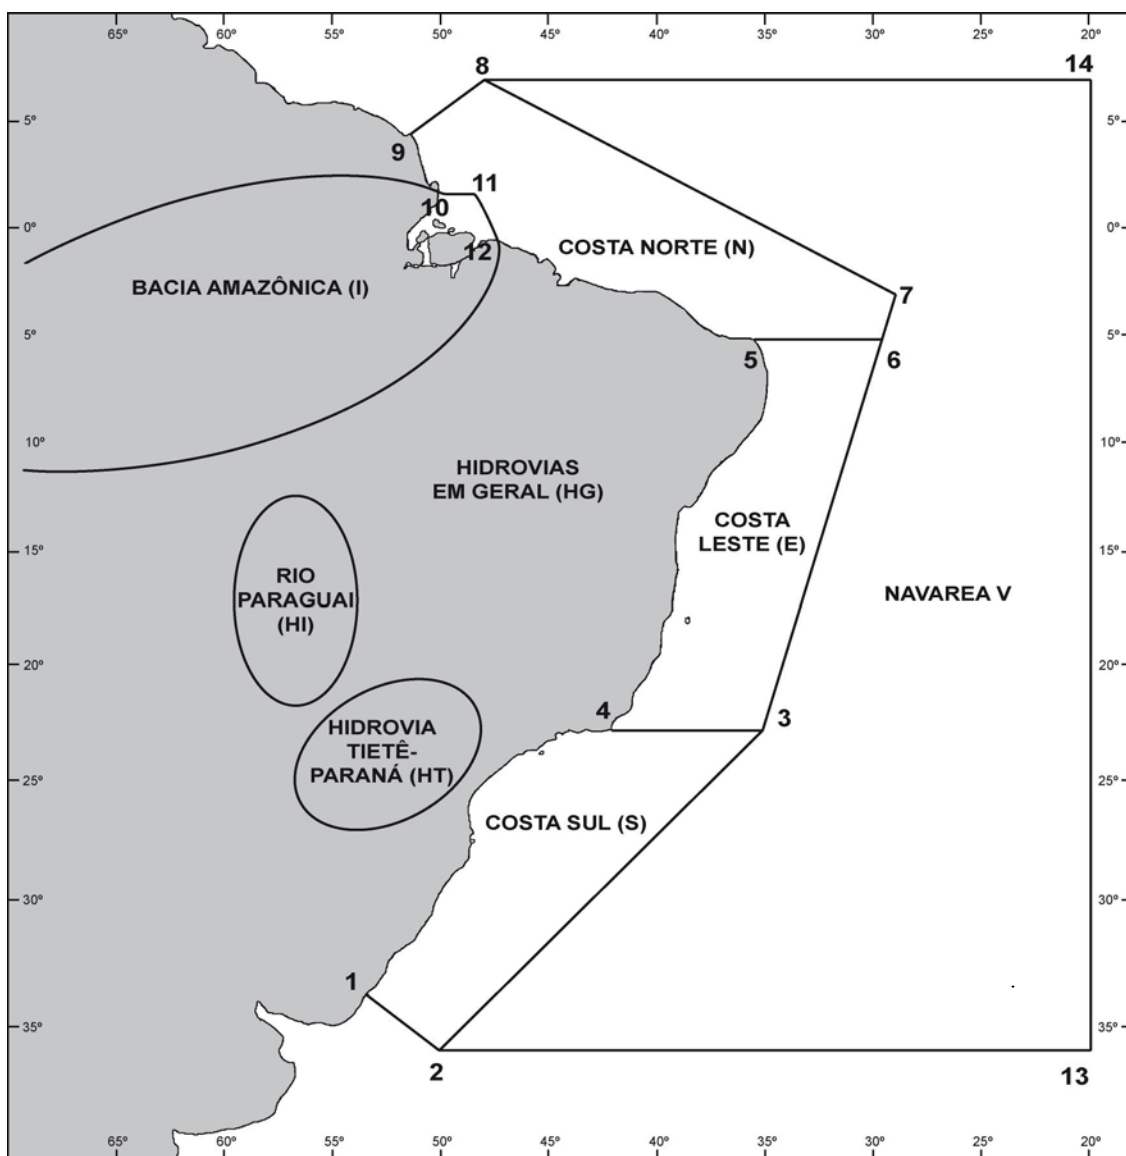 65° 60° 55° 50° 45° 40° 35° 30° 25° 20°
8 14
5° 5°
9
11
10
0° 0°
12
COSTA NORTE (N)
BACIA AMAZÔNICA (I)
7
5° 5°
5 6
10° 10°
HIDROVIAS
EM GERAL (HG)
COSTA
LESTE (E)
15° 15°
RIO
PARAGUAI
(HI)
NAVAREA V
20° 20°
4 3
HIDROVIA
TIETÊ-
PARANÁ (HT)
25° 25°
COSTA SUL (S)
30° 30°
1
35° 35°
2 13
65° 60° 55° 50° 45° 40° 35° 30° 25° 20°